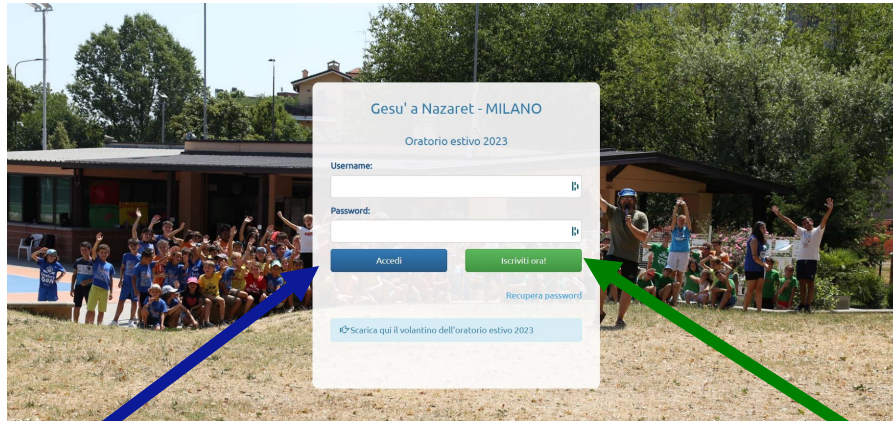 Gesu' a Nazaret - MILANO
Oratorio estivo 2023
Username:
Password:
Accedi
Iscriviti ora!
Recupera password
Scarica qui il volantino dell'oratorio estivo 2023